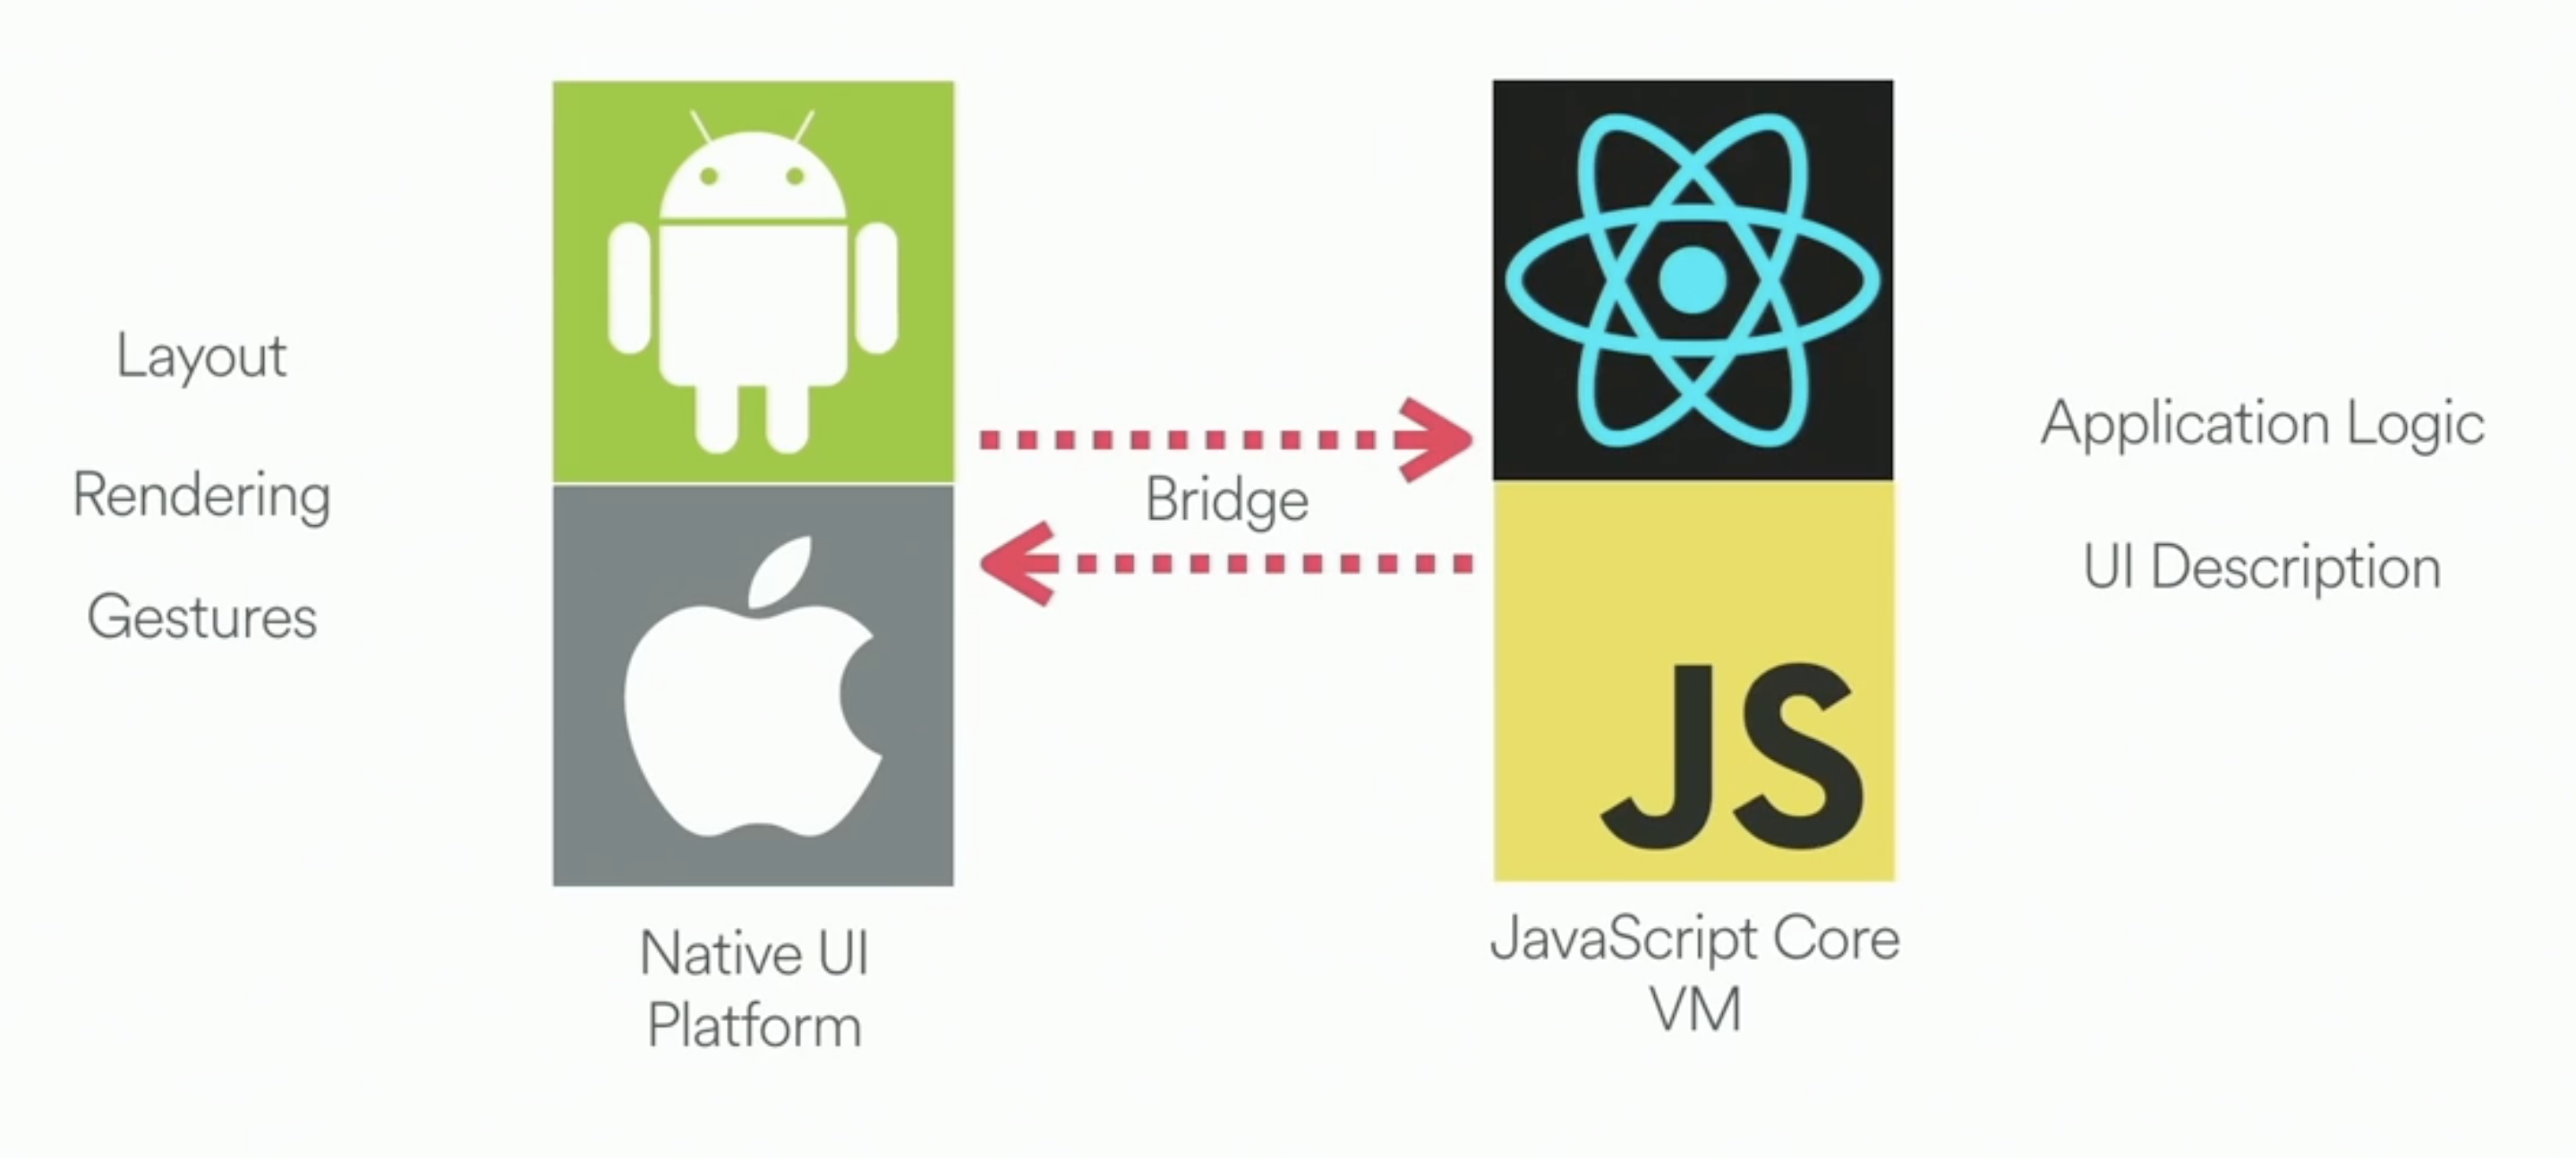 Layout
Rendering
Gestures
Bridge
Application Logic
UI Description
JS
Native UI
Platform
JavaScript Core
VM